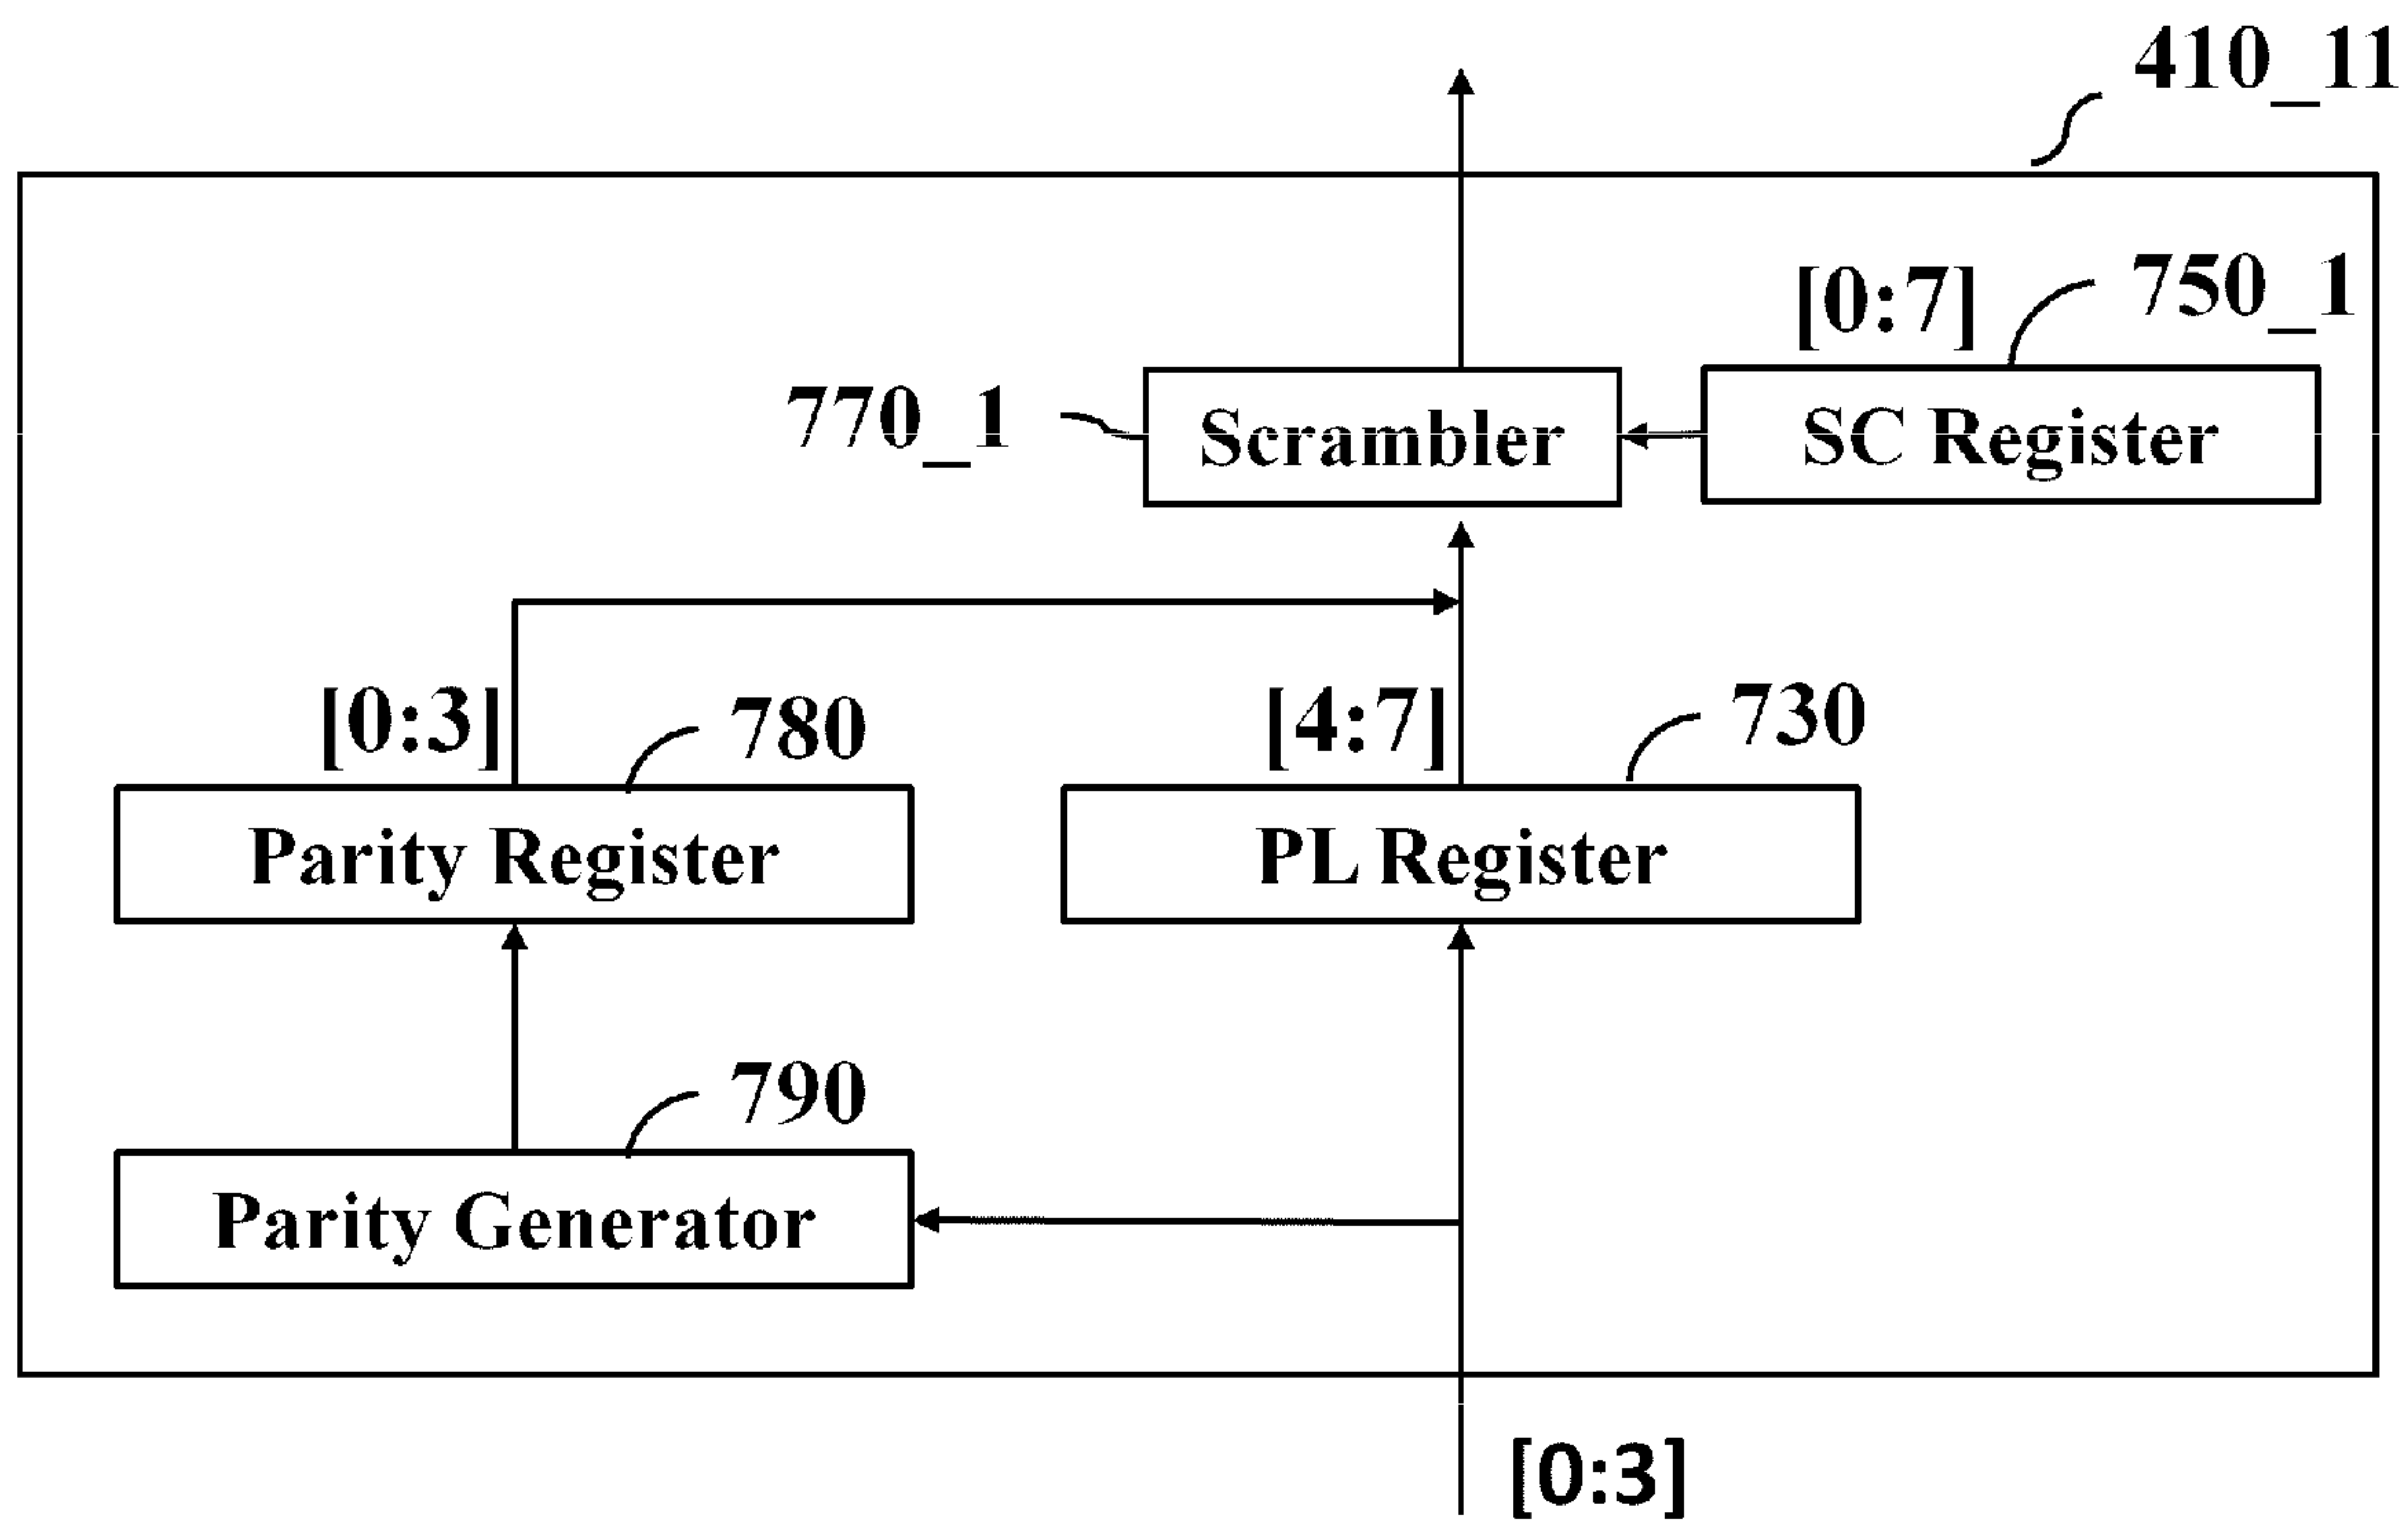 410_11
[0:7]
750_1
770_1
Scrambler
SC Register
[0:3]
780
[4:7]
730
Parity Register
PL Register
790
Parity Generator
[0:3]